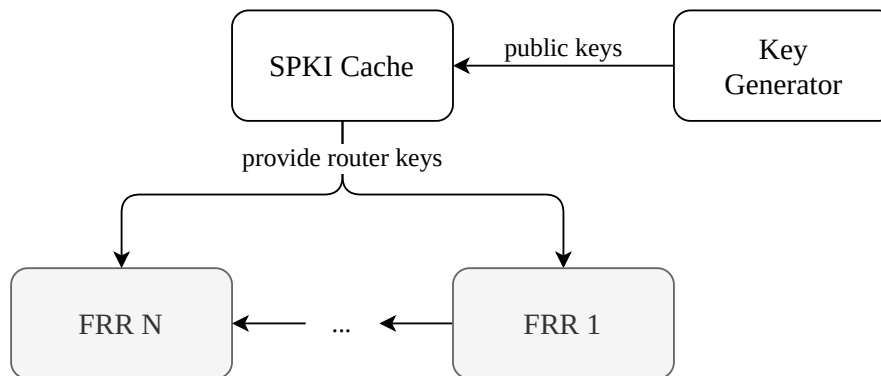 SPKI Cache
public keys
Key
Generator
provide router keys
FRR N
...
FRR 1